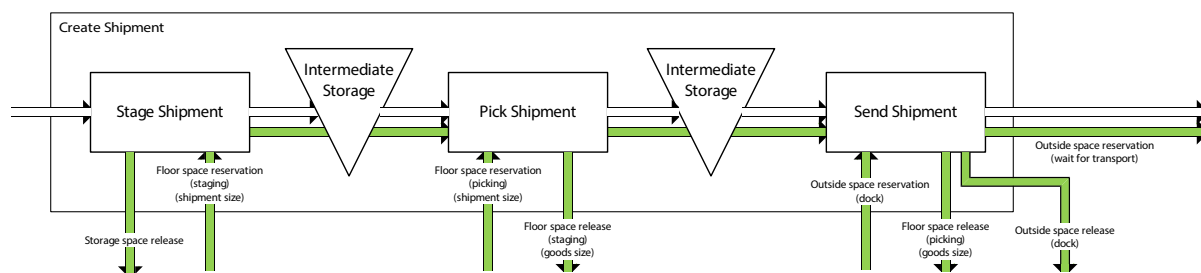 Create Shipment
Intermediate
Storage
Intermediate
Storage
Stage Shipment
Pick Shipment
Send Shipment
Outside space reservation
(wait for transport)
Floor space reservation
(staging)
(shipment size)
Floor space reservation
(picking)
(shipment size)
Outside space reservation
(dock)
Storage space release
Floor space release
(staging)
(goods size)
Floor space release
(picking)
(goods size)
Outside space release
(dock)